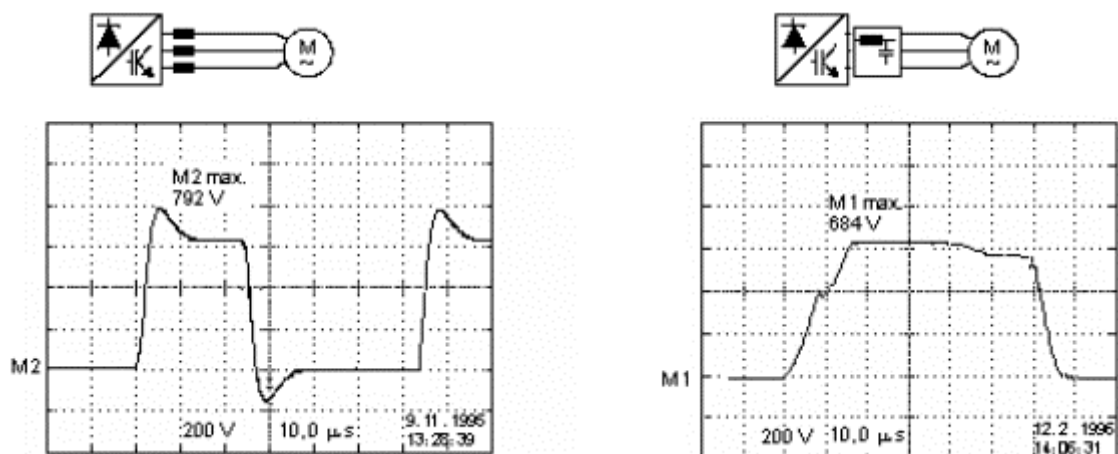 M
~
M
~
M2 max.
792 V
M2
200 V 10,0 µs
9. 11 . 1995
13:28:39
M1 max.
684 V
M1
200 V 10,0 µs
12. 2 . 1996
14:06:31